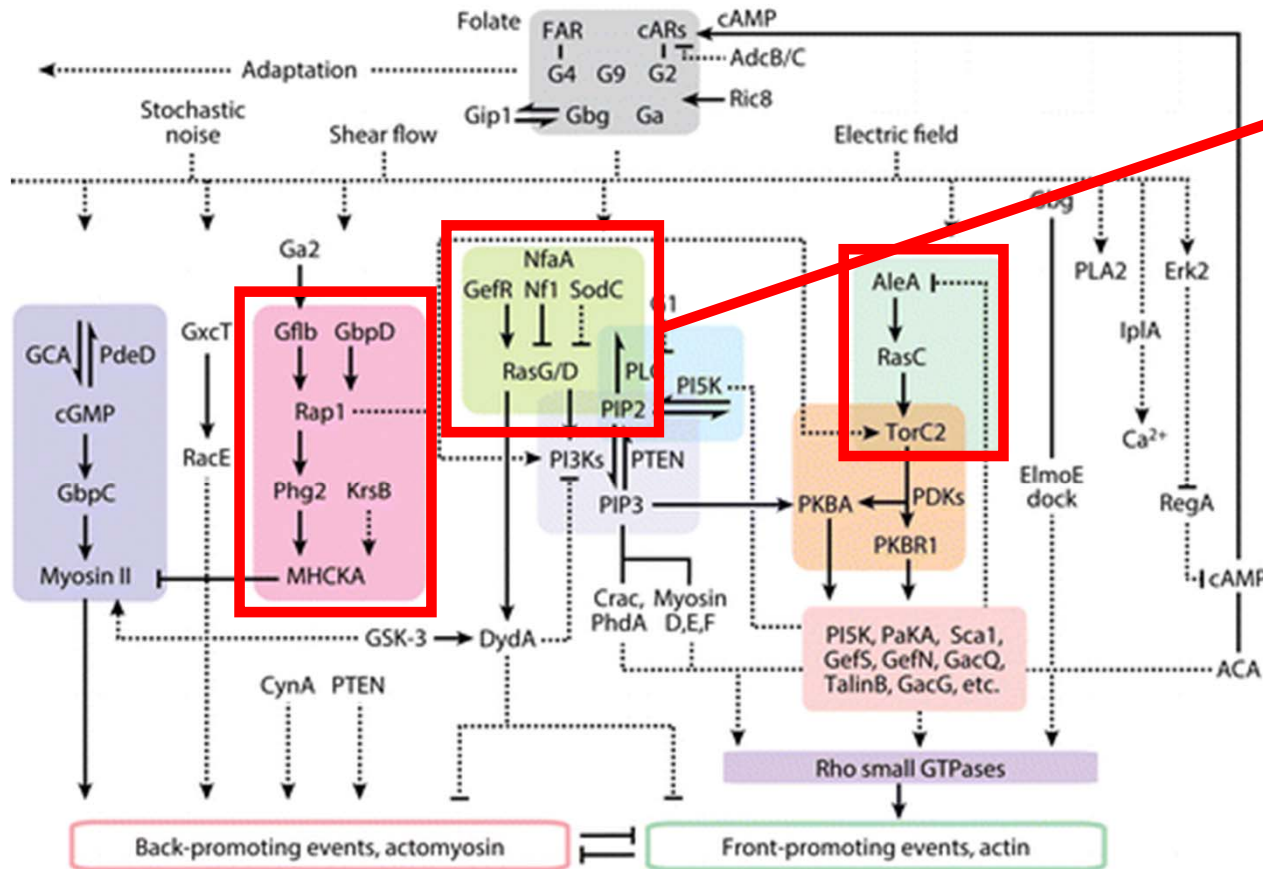 Folate
FAR
cARs
cAMP
G4
G9
G2
AdcB/C
Adaptation
Ric8
Gip1
Gbg
Ga
Stochastic
noise
Shear flow
Electric field
Ga2
NfaA
GefR Nf1 SodC
AleA
PLA2
Erk2
GCA
PdeD
GxcT
Gflb
GbpD
RasG/D
PI5K
RasC
IplA
cGMP
Rap1
PIP2
TorC2
Ca2+
GbpC
RacE
Phg2
KrsB
PI3Ks
PTEN
PIP3
PKBA
PDKs
ElmoE
dock
RegA
PKBR1
Myosin II
MHCKA
Crac,
PhdA
Myosin
D,E,F
cAMP
GSK-3
DydA
PI5K, PaKA, Sca1,
GefS, GefN, GacQ,
TalinB, GacG, etc.
ACA
CynA
PTEN
Rho small GTPases
Back-promoting events, actomyosin
Front-promoting events, actin